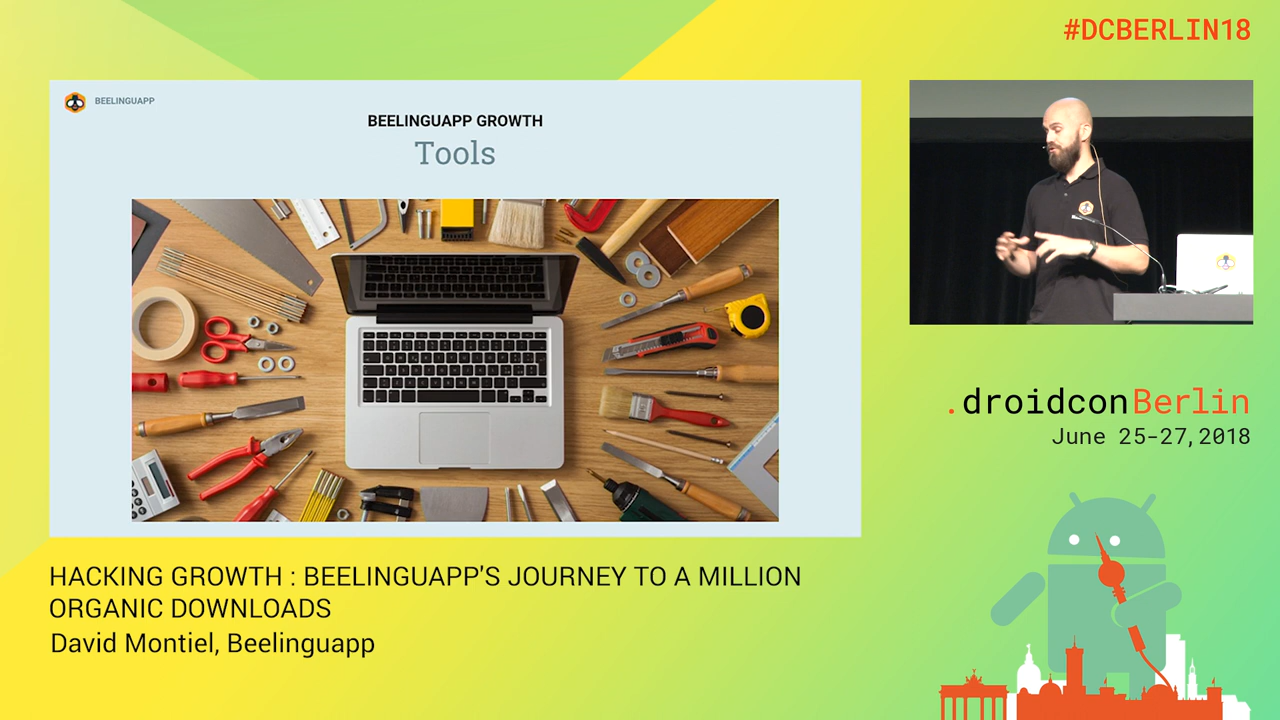 #DCBERLIN18
BEELINGUAPP
BEELINGUAPP GROWTH
Tools
.droidconBerlin
June 25-27, 2018
HACKING GROWTH : BEELINGUAPP'S JOURNEY TO A MILLION
ORGANIC DOWNLOADS
David Montiel, Beelinguapp